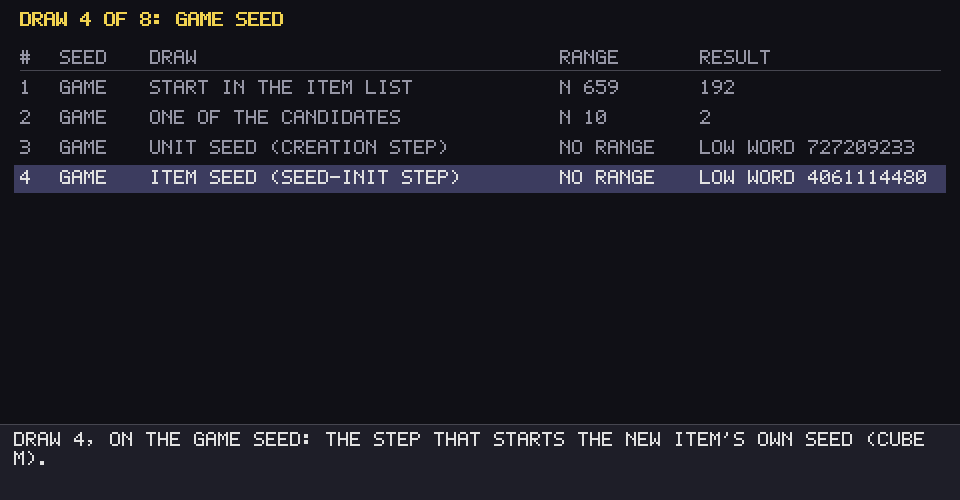 DRAW 4 OF 8: GAME SEED
# SEED DRAW RANGE RESULT
1 GAME START IN THE ITEM LIST N 659 192
2 GAME ONE OF THE CANDIDATES N 10 2
3 GAME UNIT SEED (CREATION STEP) NO RANGE LOW WORD 727209233
4 GAME ITEM SEED (SEED-INIT STEP) NO RANGE LOW WORD 4061114480
DRAW 4, ON THE GAME SEED: THE STEP THAT STARTS THE NEW ITEM'S OWN SEED (CUBE
M).